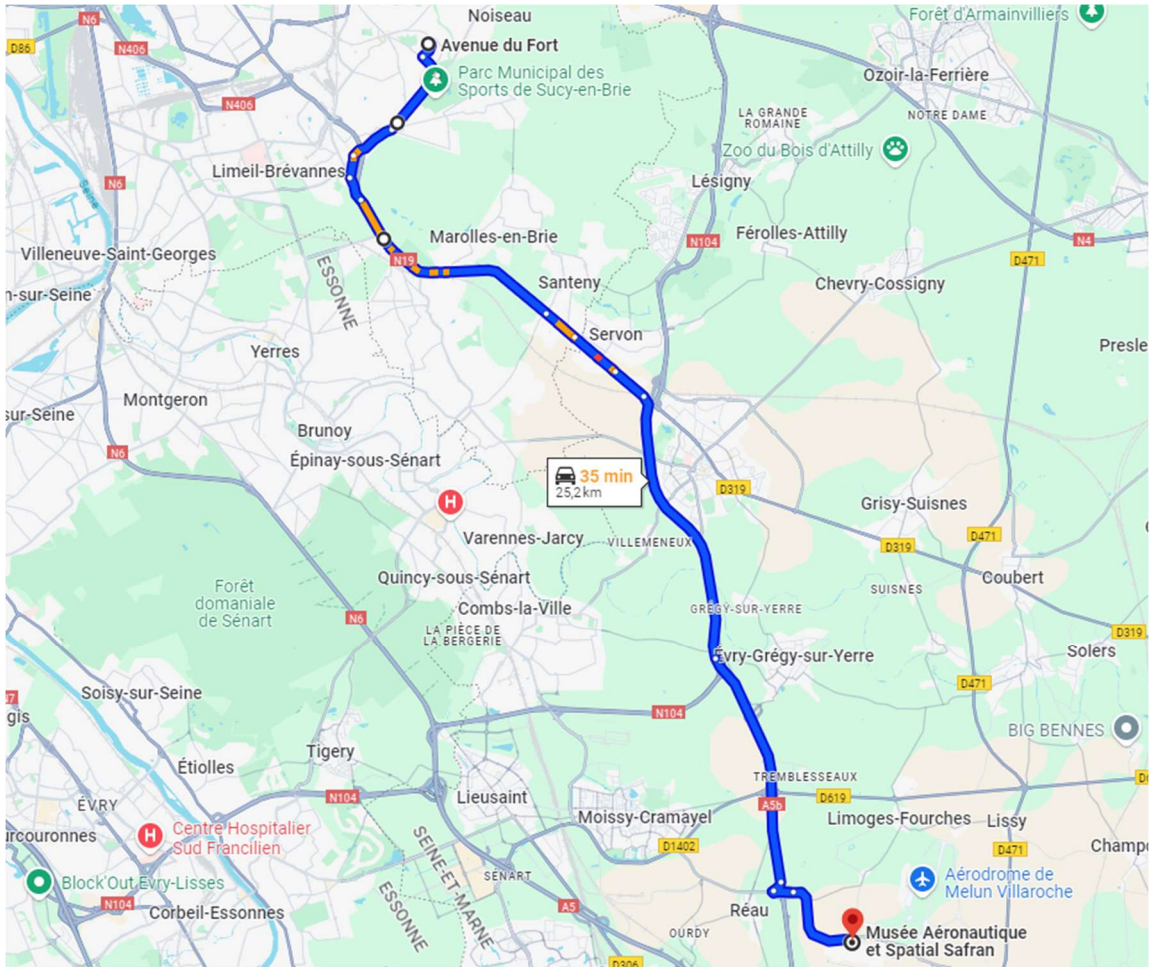 Noiseau
Forêt d'Armainvilliers
N6
D86
N406
Avenue du Fort
Parc Municipal des
Sports de Sucy-en-Brie
Ozoir-la-Ferrière
N406
LA GRANDE
ROMAINE
NOTRE DAME
Zoo du Bois d'Attilly
Limeil-Brévannes
Lésigny
N6
Seine
Villeneuve-Saint-Georges
Marolles-en-Brie
N104
Férolles-Attilly
N4
N19
D471
ESSONNE
n-sur-Seine
Santeny
Chevry-Cossigny
Servon
Presle
Yerres
Montgeron
sur-Seine
Brunoy
N6
Épinay-sous-Sénart
35 min
25,2 km
D319
H
Grisy-Suisnes
Varennes-Jarcy
VILLEMENEUX
D319
D471
Quincy-sous-Sénart
Coubert
Forêt
domaniale
de Sénart
SUISNES
Combs-la-Ville
GRÉGY-SUR-YERRE
N6
LA PIÈCE DE
LA BERGERIE
D319
Évry-Grégy-sur-Yerre
Solers
D471
Soisy-sur-Seine
N104
gis
BIG BENNES
Tigery
Étiolles
TREMBLESSEAUX
N104
Lieusaint
A5b
D619
ÉVRY
Moissy-Cramayel
Limoges-Fourches
Lissy
urcouronnes
H
Centre Hospitalier
Sud Francilien
D1402
D471
Champ
SÉNART
Block'Out Evry-Lisses
Aérodrome de
Melun Villaroche
SEINE-ET-MARNE
ESSONNE
N104
Corbeil-Essonnes
A5
Réau
OURDY
Musée Aéronautique
et Spatial Safran
D306